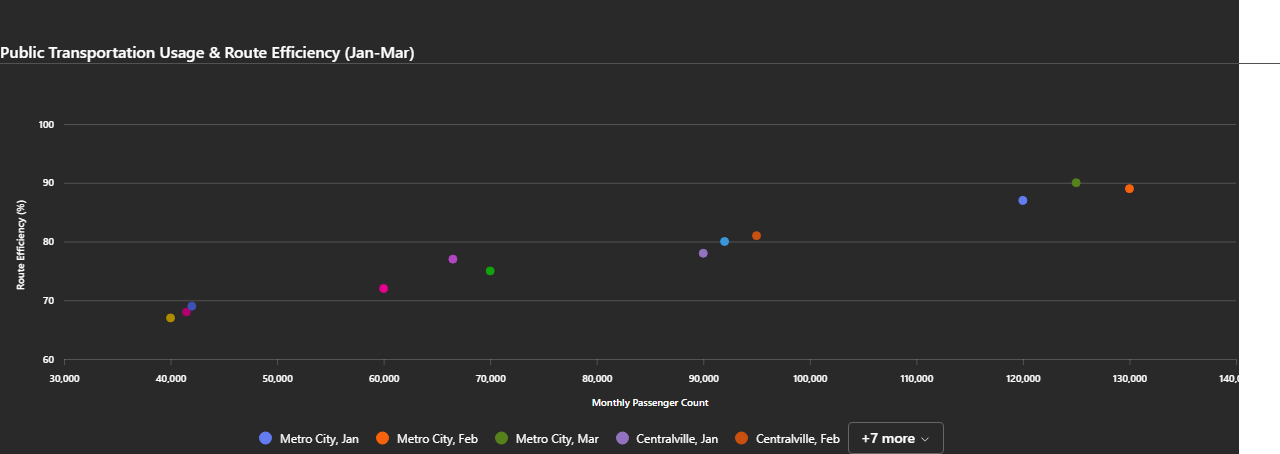 Public Transportation Usage & Route Efficiency (Jan-Mar)
100
90
80
70
60
Route Efficiency (%)
30,000 40,000 50,000 60,000 70,000 80,000 90,000 100,000 110,000 120,000 130,000 140,0
Monthly Passenger Count
Metro City, Jan Metro City, Feb Metro City, Mar Centralville, Jan Centralville, Feb +7 more